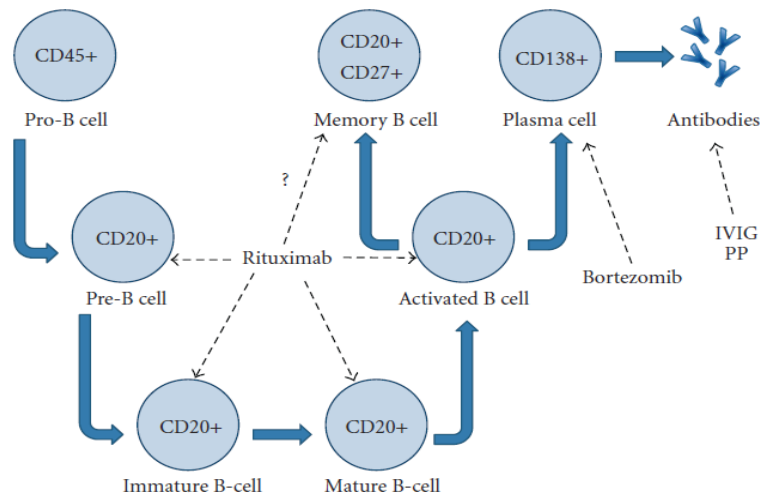 CD45+
Pro-B cell
CD20+
CD27+
Memory B cell
CD138+
Plasma cell
Antibodies
?
CD20+
Pre-B cell
Rituximab
CD20+
Activated B cell
Bortezomib
IVIG
PP
CD20+
Immature B-cell
CD20+
Mature B-cell